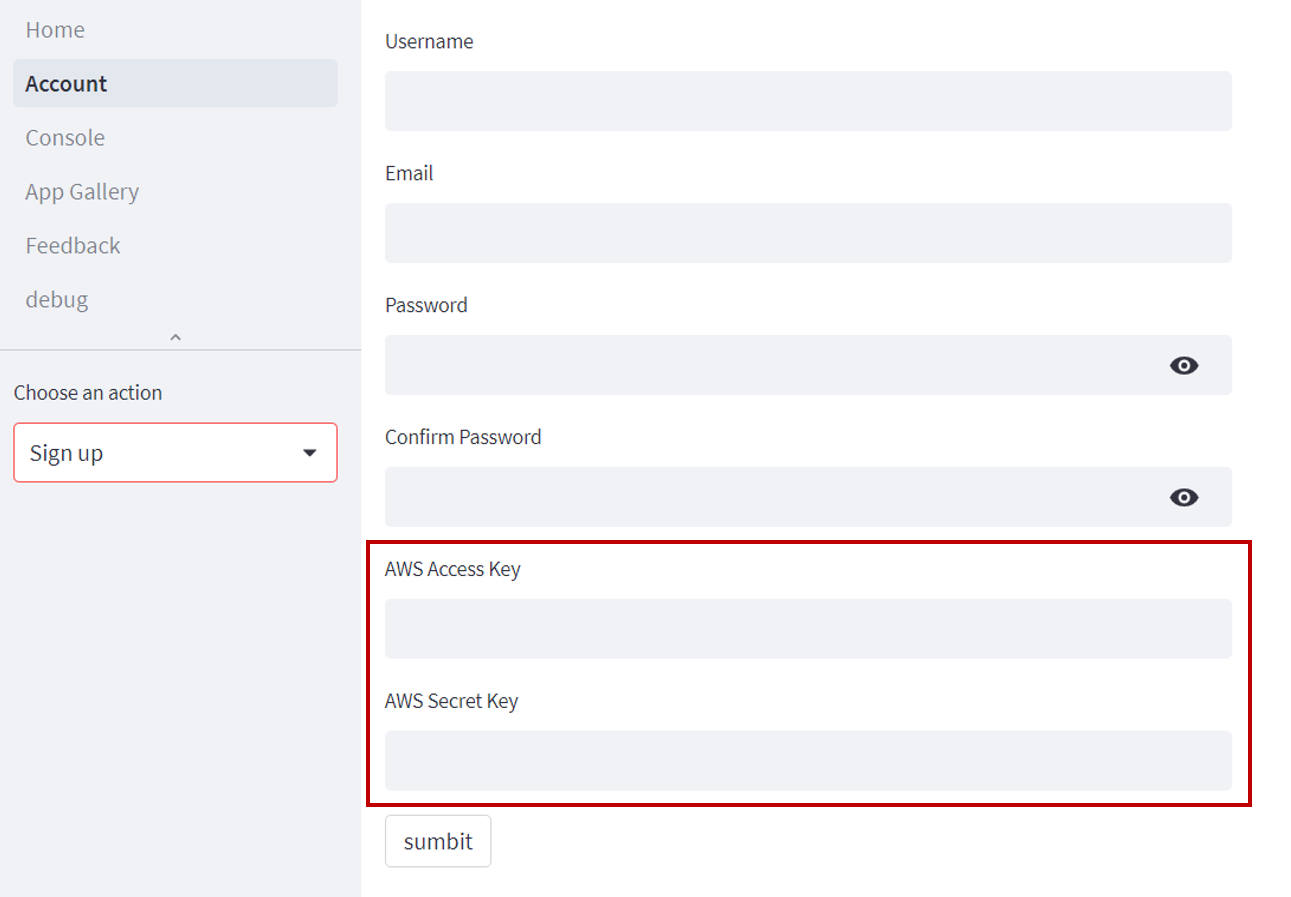 Home
Account
Console
App Gallery
Feedback
debug
Choose an action
Sign up
Username
Email
Password
Confirm Password
AWS Access Key
AWS Secret Key
sumbit